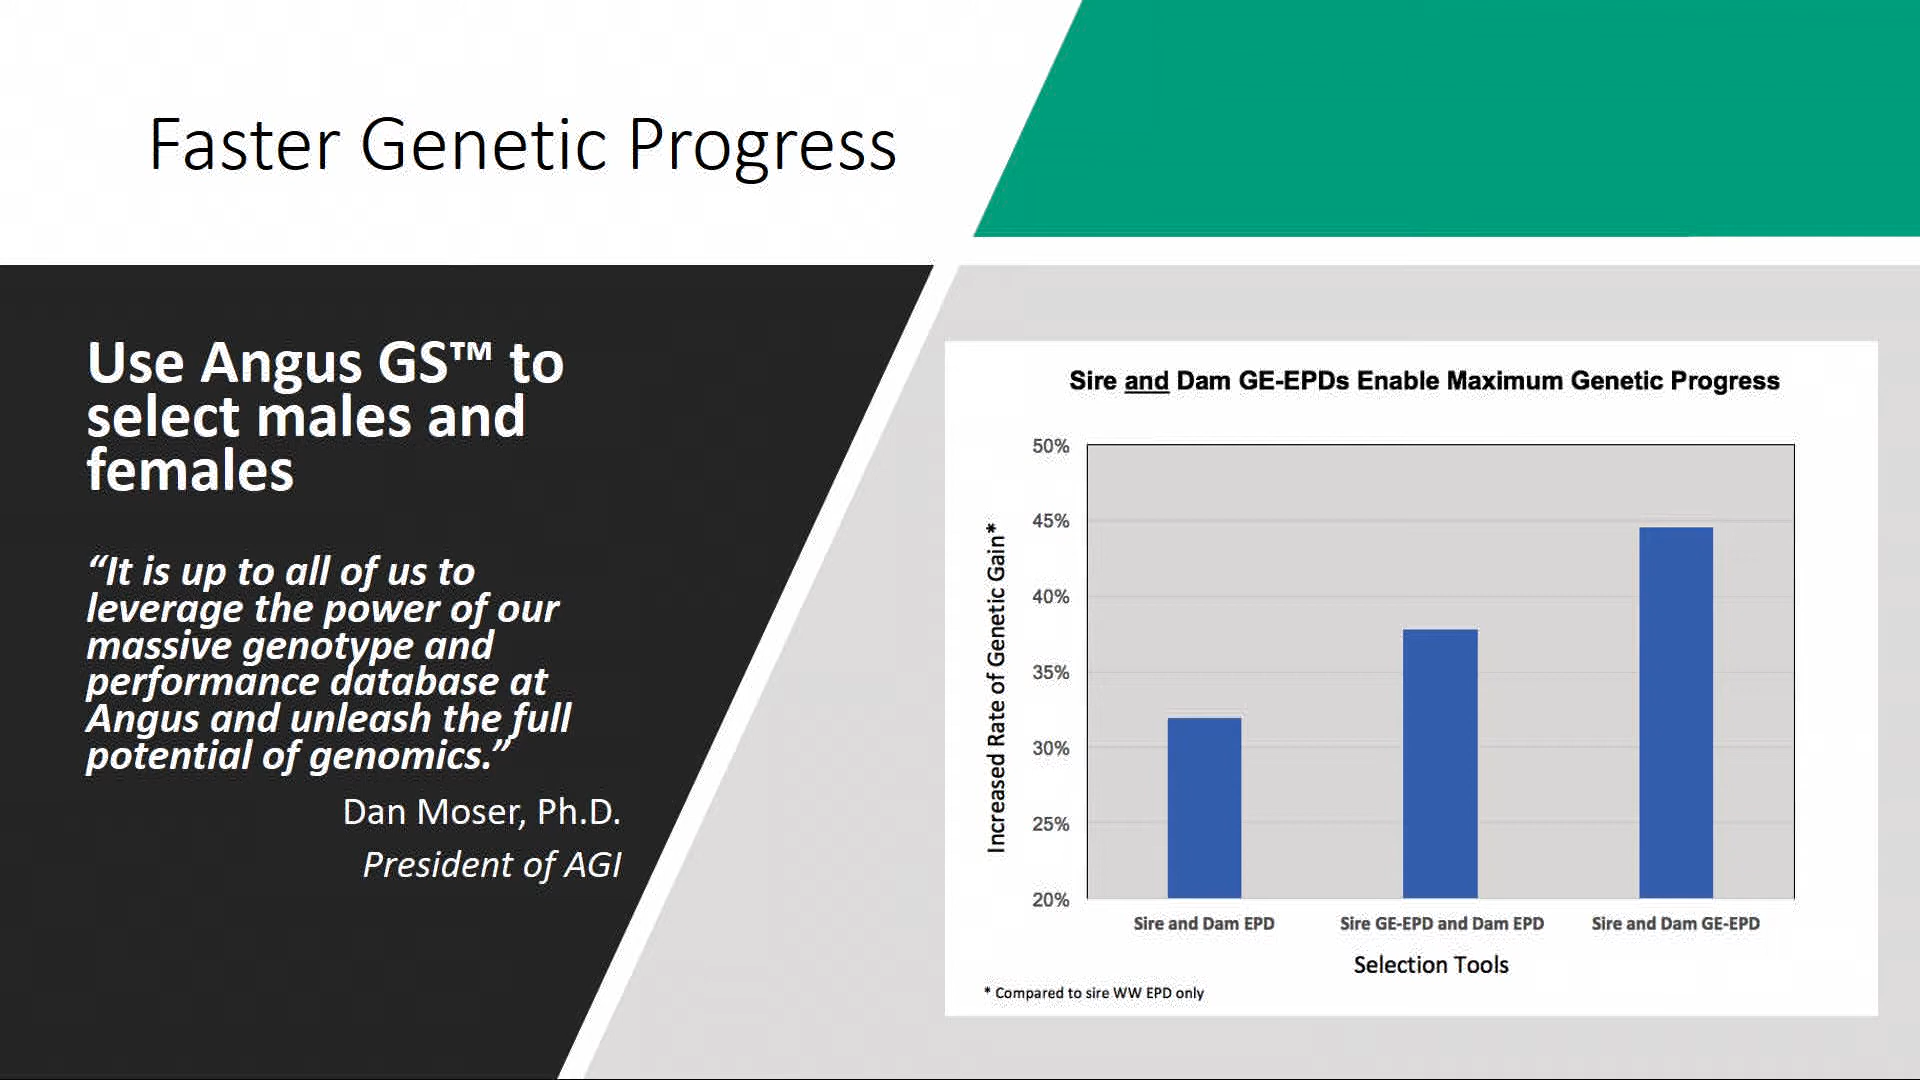 Faster Genetic Progress
Use Angus GS™ to
select males and
females
“It is up to all of us to
leverage the power of our
massive genotype and
performance database at
Angus and unleash the full
potential of genomics.”
Dan Moser, Ph.D.
President of AGI
Sire and Dam GE-EPDs Enable Maximum Genetic Progress
Increased Rate of Genetic Gain*
50%
45%
40%
35%
30%
25%
20%
Sire and Dam EPD
Sire GE-EPD and Dam EPD
Sire and Dam GE-EPD
Selection Tools
* Compared to sire WW EPD only